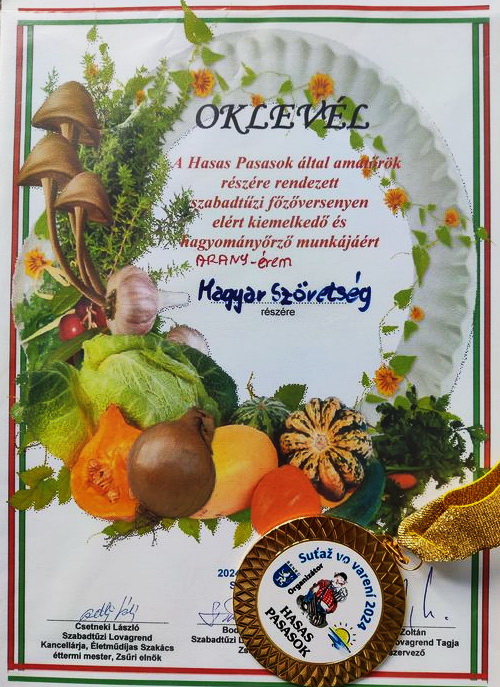 OKLEVÉL
A Hasas Pasasok által amatőrök
részére rendezett
szabadtűzi főzőversenyen
elért kiemelkedő és
hagyományőrző munkájáért
ARANY-érem
Magyar Szövetség
részére
202
Csetneki László
Szabadtűzi Lovagrend
Kancellárja, Életműdíjas Szakács
éttermi mester, Zsűri elnök
Szabadtűzi
Zoltán
Lovagrend Tagja
Súťaž vo varení 2024
Organizátor
HASAS
PASASOK